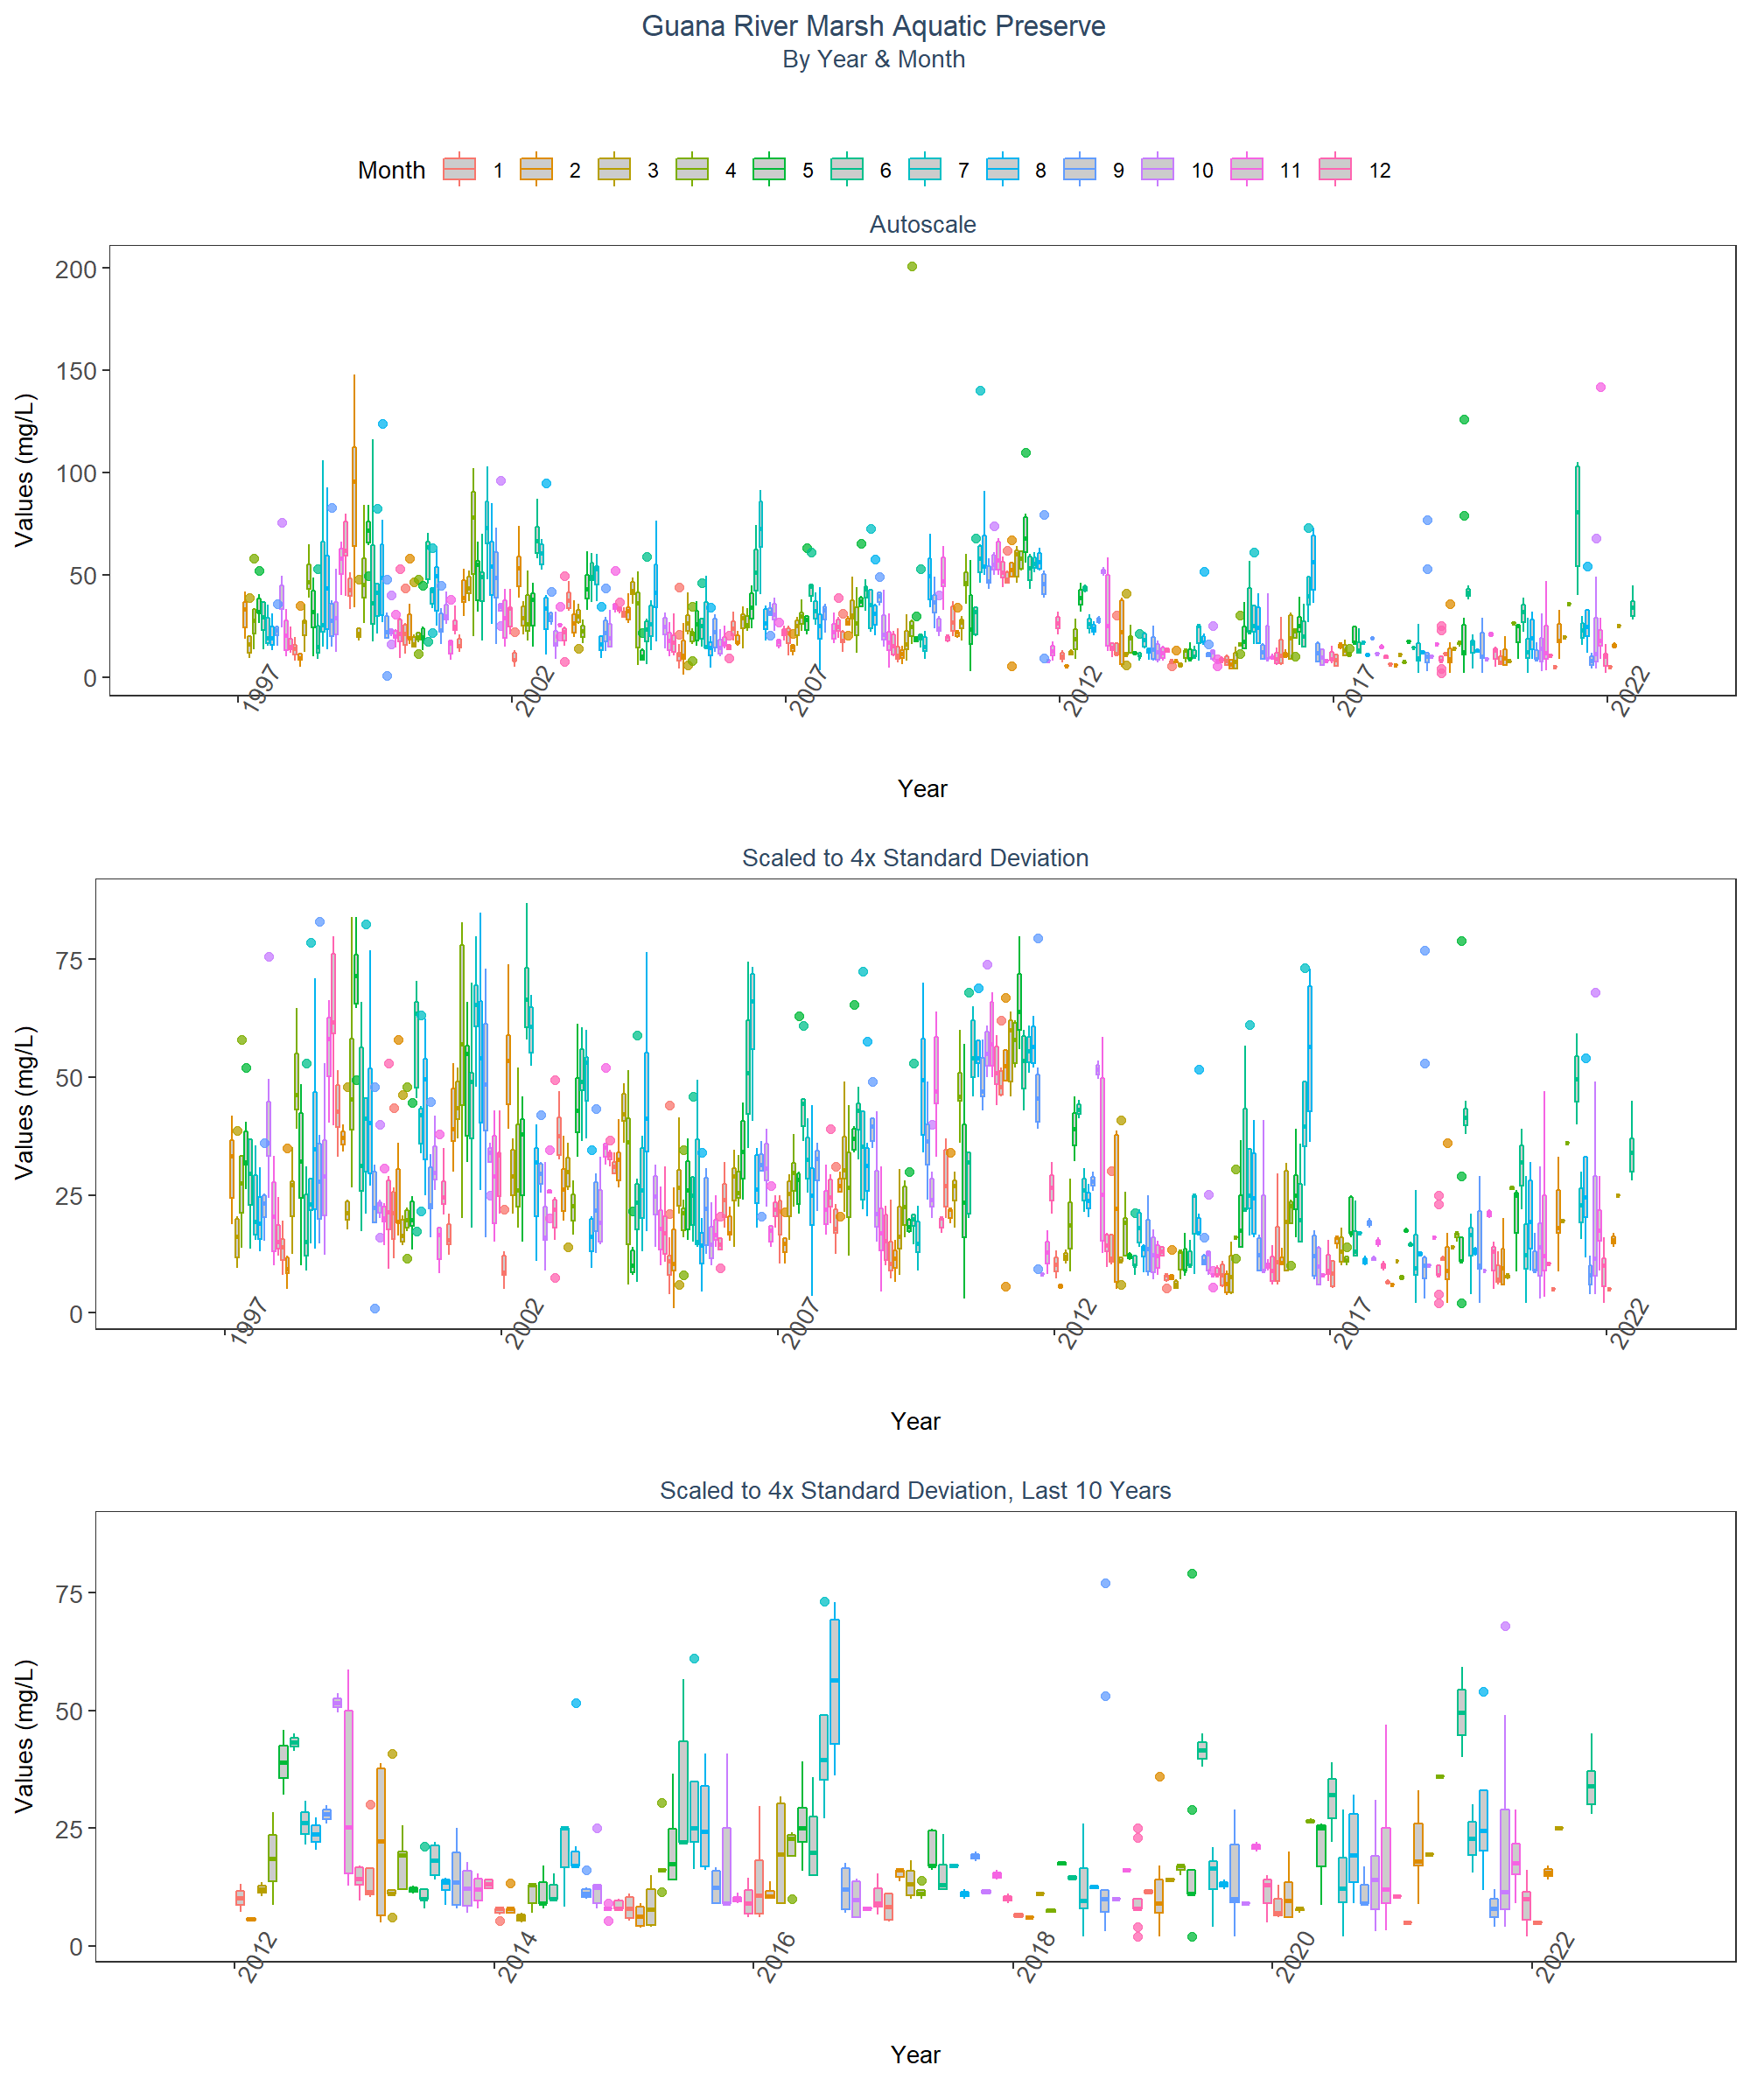 Guana River Marsh Aquatic Preserve
By Year & Month
Month 1 2 3 4 5 6 7 8 9 10 11 12
Autoscale
Values (mg/L)
200
150
100
50
0
1997 2002 2007 2012 2017 2022
Year
Scaled to 4x Standard Deviation
Values (mg/L)
75
50
25
0
1997 2002 2007 2012 2017 2022
Year
Scaled to 4x Standard Deviation, Last 10 Years
Values (mg/L)
75
50
25
0
2012 2014 2016 2018 2020 2022
Year